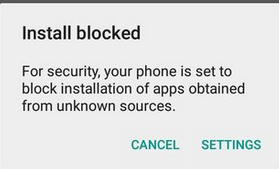 Install blocked
For security, your phone is set to
block installation of apps obtained
from unknown sources.
CANCEL SETTINGS